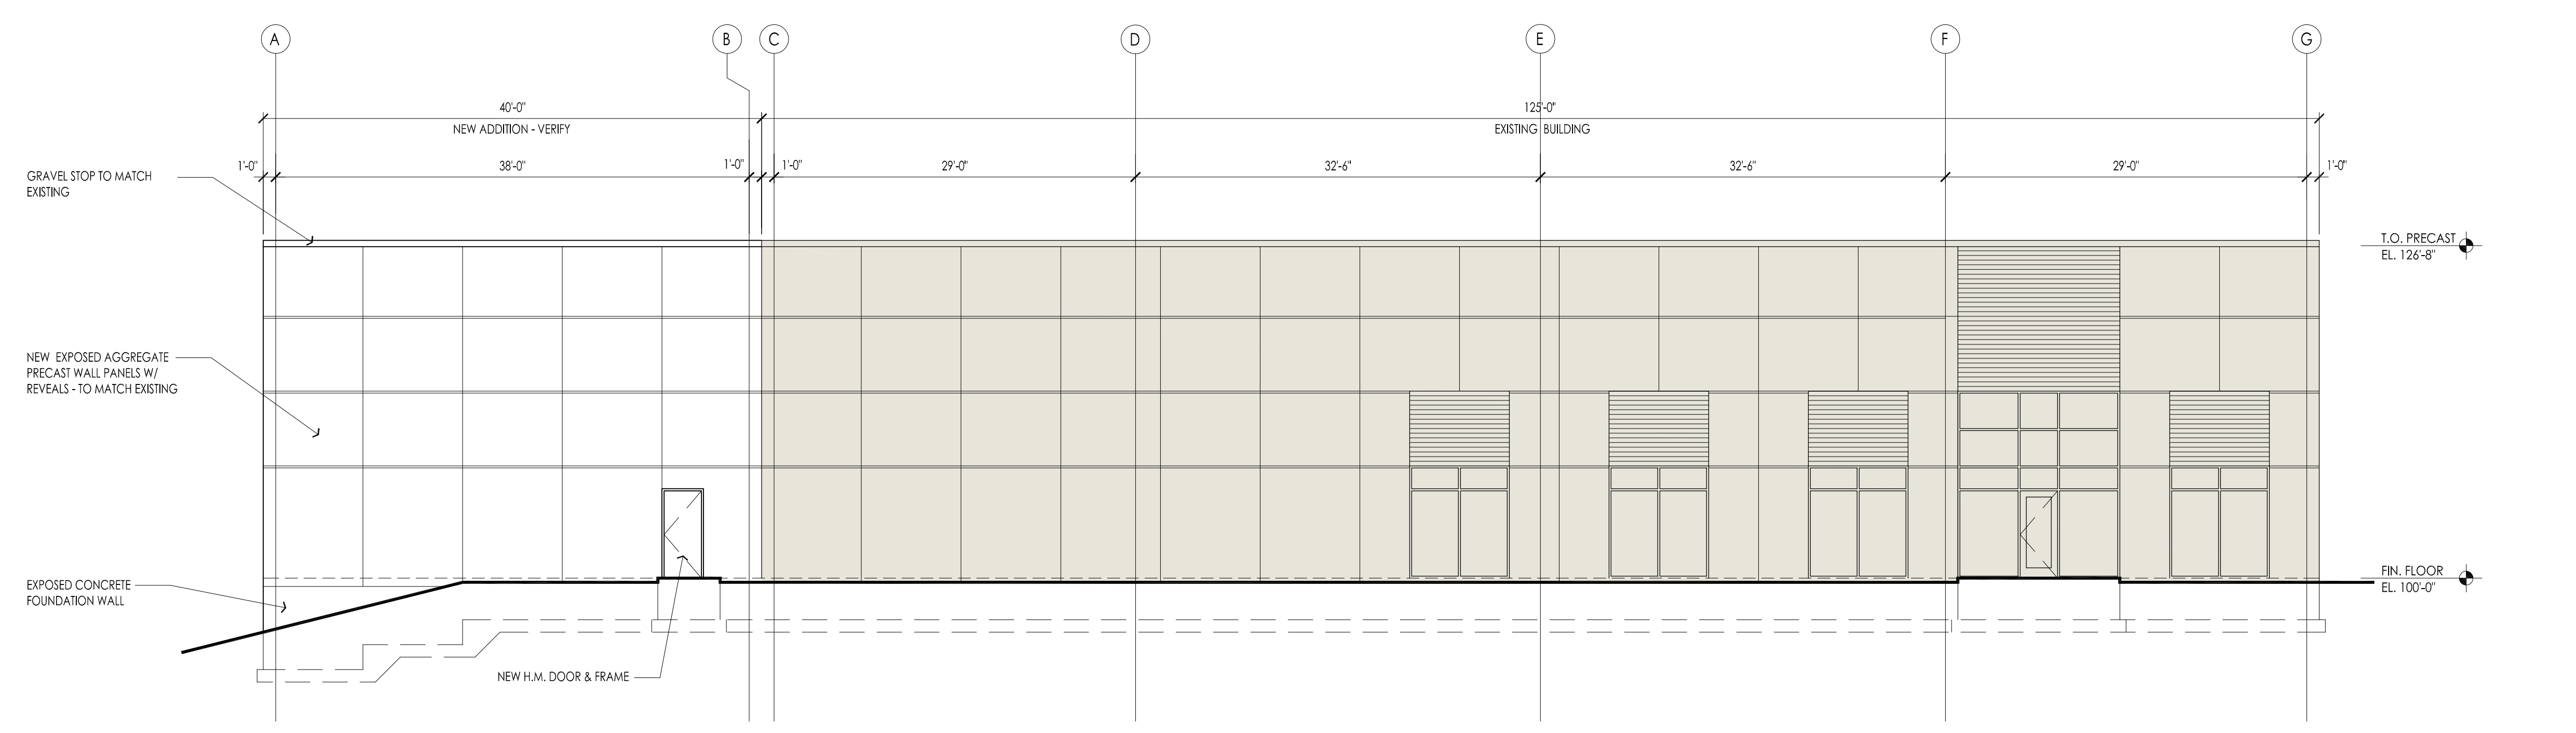 A
B
C
D
E
F
G
40'-0"
NEW ADDITION - VERIFY
125'-0"
EXISTING BUILDING
1'-0"
38'-0"
1'-0"
1'-0"
29'-0"
32'-6"
32'-6"
29'-0"
1'-0"
GRAVEL STOP TO MATCH
EXISTING
T.O. PRECAST
EL. 126'-8"
NEW EXPOSED AGGREGATE
PRECAST WALL PANELS W/
REVEALS - TO MATCH EXISTING
FIN. FLOOR
EL. 100'-0"
EXPOSED CONCRETE
FOUNDATION WALL
NEW H.M. DOOR & FRAME